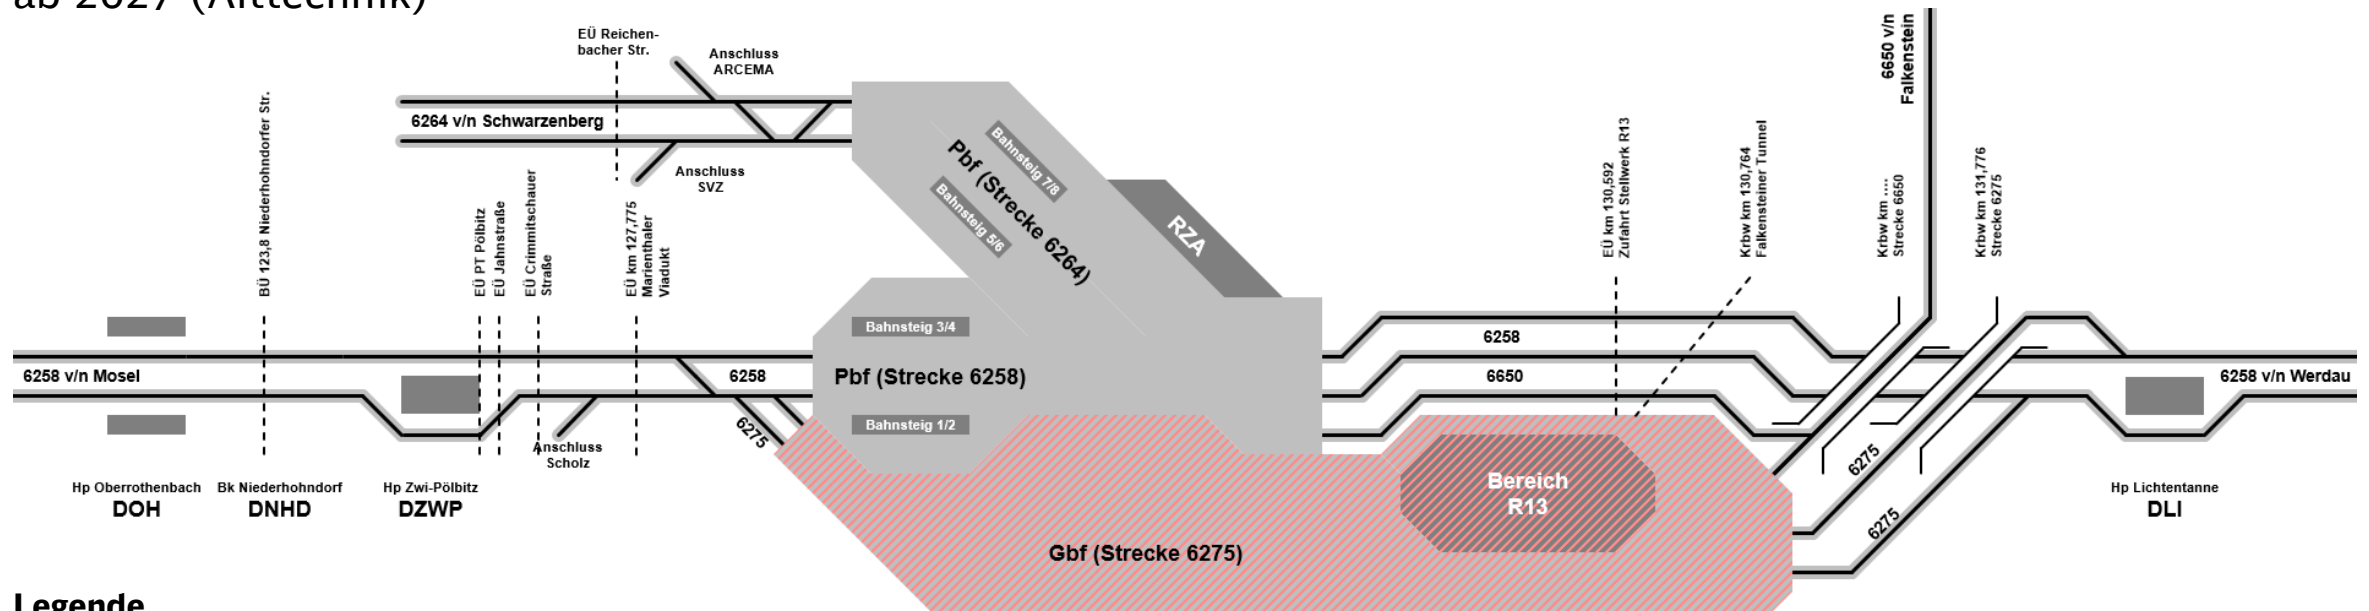 ab 2027 (Alttechnik)
EÜ Reichen-
bacher Str.
Anschluss
ARCEMA
6264 v/n Schwarzenberg
Anschluss
SVZ
BÜ 123,8 Niederhohndorfer Str.
EÜ PT Pölbitz
EÜ Jahnstraße
EÜ Crimmitschauer
Straße
EÜ km 127,775
Marienthaler
Viadukt
Bahnsteig 7/8
Pbf (Strecke 6264)
Bahnsteig 5/6
RZA
EÜ km 130,592
Zufahrt Stellwerk R13
Krbw km 130,764
Falkensteiner Tunnel
6650 v/n
Falkenstein
Krbw km ....
Strecke 6650
Krbw km 131,776
Strecke 6275
Bahnsteig 3/4
6258 v/n Mosel
6258
Pbf (Strecke 6258)
Bahnsteig 1/2
6275
Anschluss
Scholz
6258
6650
6258 v/n Werdau
Bereich
R13
6275
6275
Gbf (Strecke 6275)
Hp Oberrothenbach
DOH
Bk Niederhohndorf
DNHD
Hp Zwi-Pölbitz
DZWP
Hp Lichtentanne
DLI
Legende